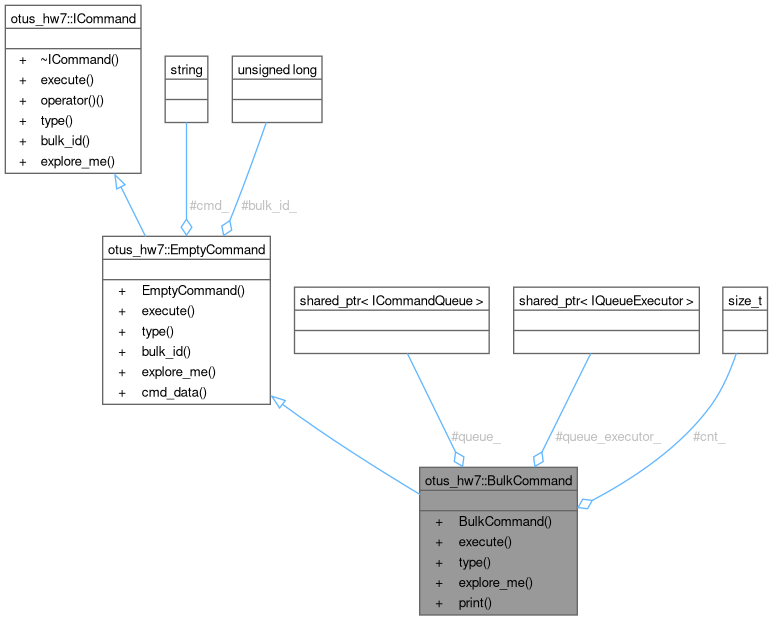 otus_hw7::ICommand
+ ~ICommand()
+ execute()
+ operator()()
+ type()
+ bulk_id()
+ explore_me()
string
unsigned long
#cmd_
#bulk_id_
otus_hw7::EmptyCommand
+ EmptyCommand()
+ execute()
+ type()
+ bulk_id()
+ explore_me()
+ cmd_data()
shared_ptr< ICommandQueue >
shared_ptr< IQueueExecutor >
size_t
#queue_
#queue_executor_
#cnt_
otus_hw7::BulkCommand
+ BulkCommand()
+ execute()
+ type()
+ explore_me()
+ print()